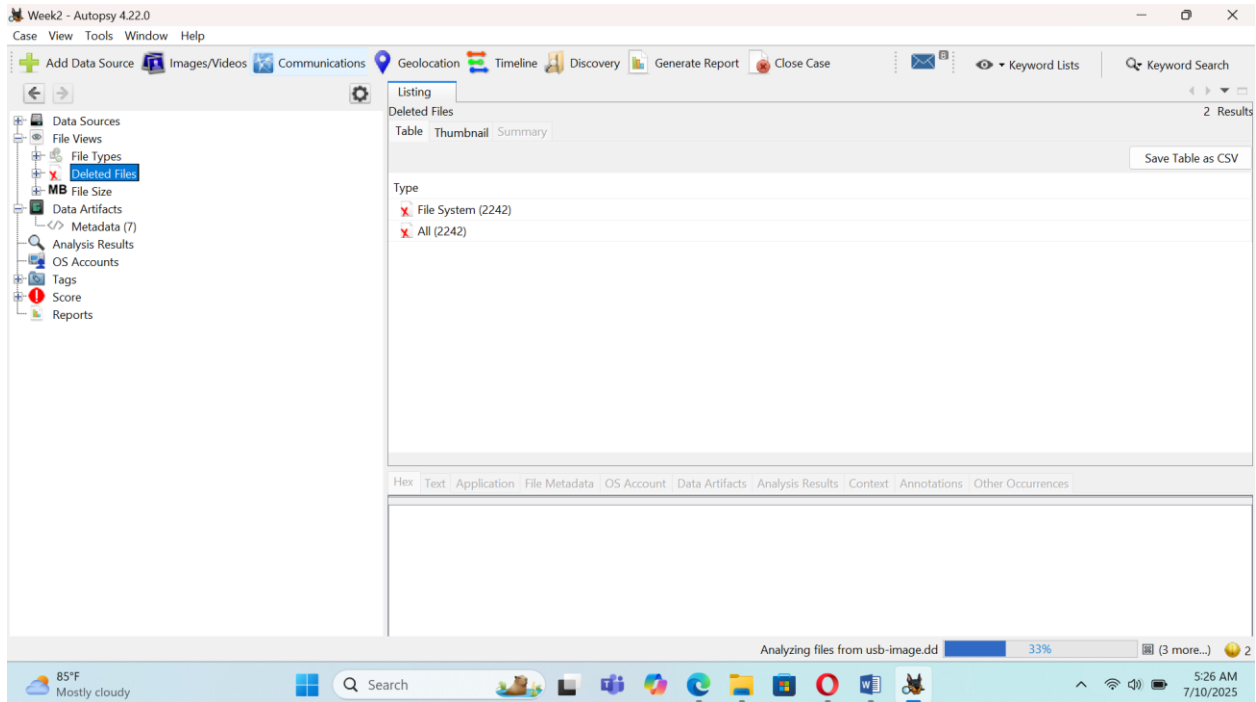 Week2 - Autopsy 4.22.0
Case View Tools Window Help
Add Data Source Images/Videos Communications Geolocation Timeline Discovery Generate Report Close Case 8 Keyword Lists Keyword Search
Listing
Deleted Files 2 Results
Table Thumbnail Summary
Save Table as CSV
Type
File System (2242)
All (2242)
Data Sources
File Views
File Types
Deleted Files
MB File Size
Data Artifacts
Metadata (7)
Analysis Results
OS Accounts
Tags
Score
Reports
Hex Text Application File Metadata OS Account Data Artifacts Analysis Results Context Annotations Other Occurrences
Analyzing files from usb-image.dd 33% (3 more...) 2
85°F
Mostly cloudy
Search
5:26 AM
7/10/2025